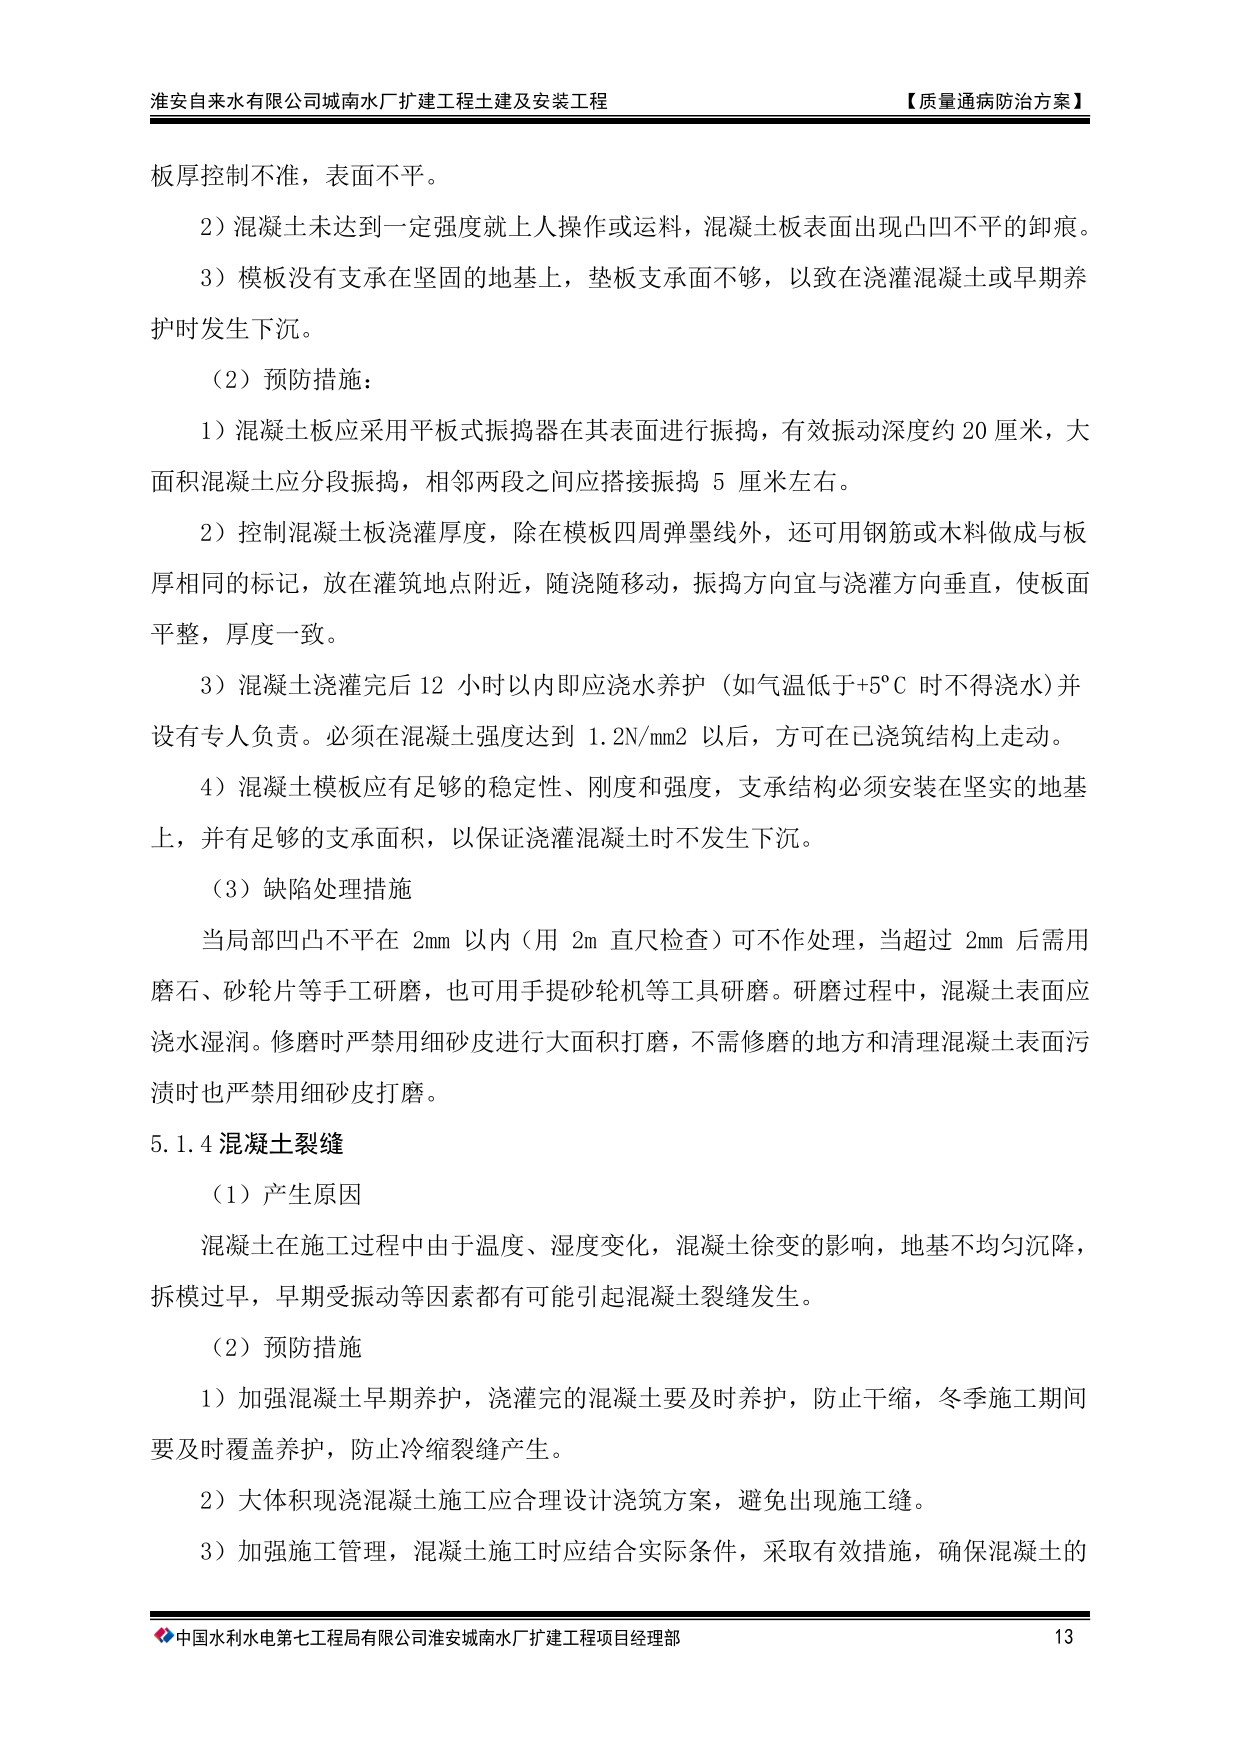 淮安自来水有限公司城南水厂扩建工程土建及安装工程 【质量通病防治方案】
板厚控制不准，表面不平。
2）混凝土未达到一定强度就上人操作或运料，混凝土板表面出现凸凹不平的卸痕。
3）模板没有支承在坚固的地基上，垫板支承面不够，以致在浇灌混凝土或早期养
护时发生下沉。
（2）预防措施：
1）混凝土板应采用平板式振捣器在其表面进行振捣，有效振动深度约 20 厘米，大
面积混凝土应分段振捣，相邻两段之间应搭接振捣 5 厘米左右。
2）控制混凝土板浇灌厚度，除在模板四周弹墨线外，还可用钢筋或木料做成与板
厚相同的标记，放在灌筑地点附近，随浇随移动，振捣方向宜与浇灌方向垂直，使板面
平整，厚度一致。
3）混凝土浇灌完后 12 小时以内即应浇水养护 (如气温低于+5ºC 时不得浇水)并
设有专人负责。必须在混凝土强度达到 1.2N/mm2 以后，方可在已浇筑结构上走动。
4）混凝土模板应有足够的稳定性、刚度和强度，支承结构必须安装在坚实的地基
上，并有足够的支承面积，以保证浇灌混凝土时不发生下沉。
（3）缺陷处理措施
当局部凹凸不平在 2mm 以内（用 2m 直尺检查）可不作处理，当超过 2mm 后需用
磨石、砂轮片等手工研磨，也可用手提砂轮机等工具研磨。研磨过程中，混凝土表面应
浇水湿润。修磨时严禁用细砂皮进行大面积打磨，不需修磨的地方和清理混凝土表面污
渍时也严禁用细砂皮打磨。
5.1.4 混凝土裂缝
（1）产生原因
混凝土在施工过程中由于温度、湿度变化，混凝土徐变的影响，地基不均匀沉降，
拆模过早，早期受振动等因素都有可能引起混凝土裂缝发生。
（2）预防措施
1）加强混凝土早期养护，浇灌完的混凝土要及时养护，防止干缩，冬季施工期间
要及时覆盖养护，防止冷缩裂缝产生。
2）大体积现浇混凝土施工应合理设计浇筑方案，避免出现施工缝。
3）加强施工管理，混凝土施工时应结合实际条件，采取有效措施，确保混凝土的
中国水利水电第七工程局有限公司淮安城南水厂扩建工程项目经理部 13